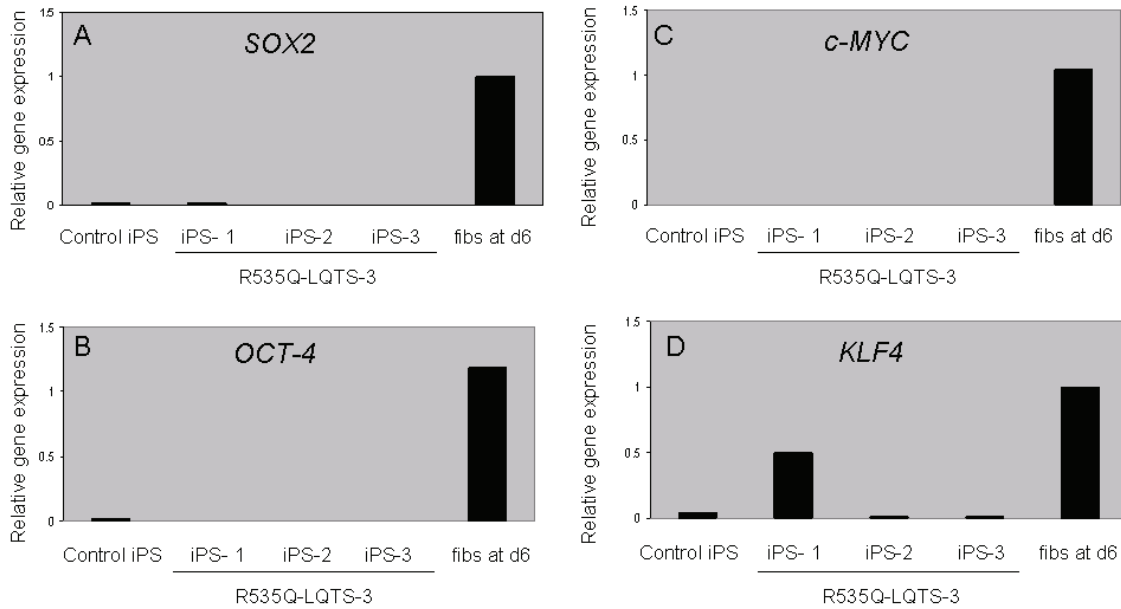 A
SOX2
Relative gene expression
1.5
1
0.5
0
Control iPS iPS- 1 iPS-2 iPS-3 fibs at d6
R535Q-LQTS-3
B
OCT-4
Relative gene expression
1.5
1
0.5
0
Control iPS iPS- 1 iPS-2 iPS-3 fibs at d6
R535Q-LQTS-3
C
c-MYC
Relative gene expression
1.5
1
0.5
0
Control iPS iPS- 1 iPS-2 iPS-3 fibs at d6
R535Q-LQTS-3
D
KLF4
Relative gene expression
1.5
1
0.5
0
Control iPS iPS- 1 iPS-2 iPS-3 fibs at d6
R535Q-LQTS-3